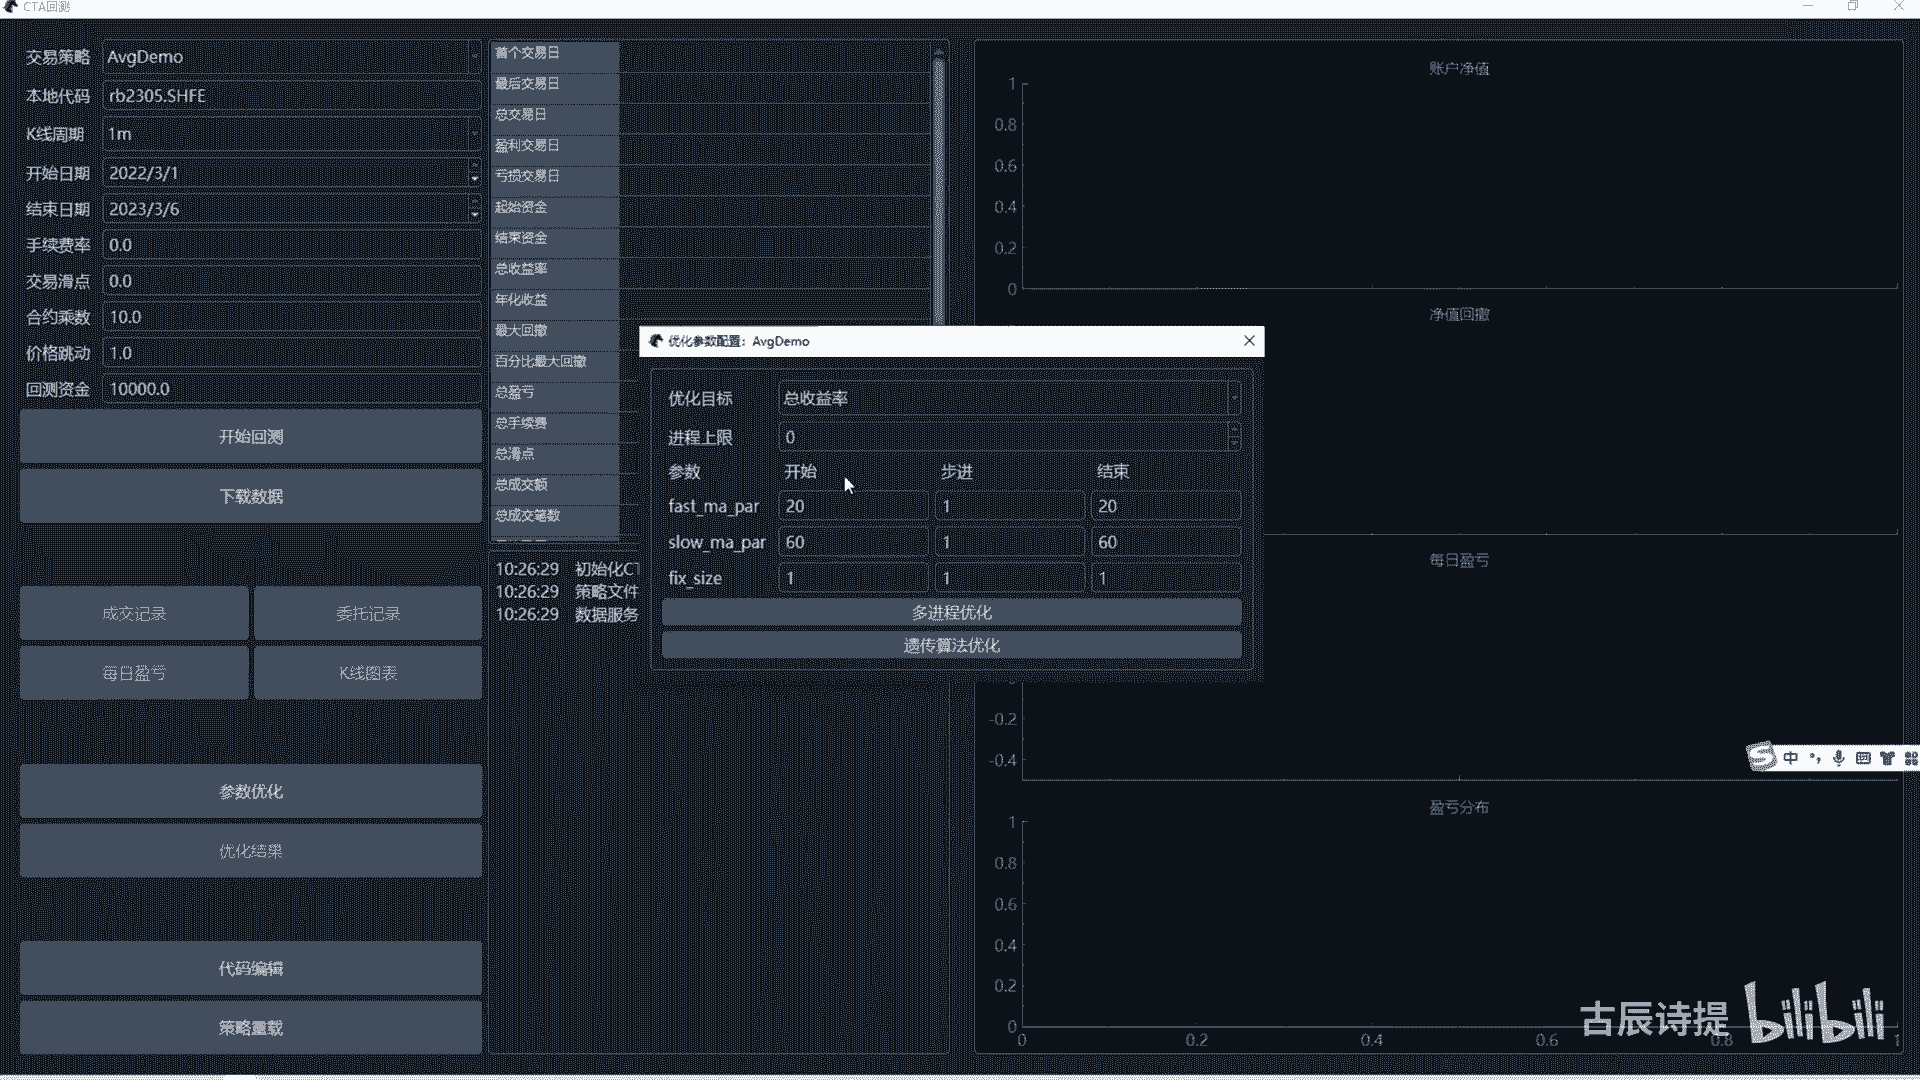 CTA回测
交易策略 AvgDemo
本地代码 rb2305.SHFE
K线周期 1m
开始日期 2022/3/1
结束日期 2023/3/6
手续费率 0.0
交易滑点 0.0
合约乘数 10.0
价格跳动 1.0
回测资金 10000.0
开始回测
下载数据
成交记录 委托记录
每日盈亏 K线图表
参数优化
优化结果
代码编辑
策略重载
首个交易日
最后交易日
总交易日
盈利交易日
亏损交易日
起始资金
结束资金
总收益率
年化收益
最大回撤
百分比最大回撤
总盈亏
总手续费
总滑点
总成交额
总成交笔数
10:26:29 初始化CT
10:26:29 策略文件
10:26:29 数据服务
优化参数配置：AvgDemo
优化目标 总收益率
进程上限 0
参数 开始 步进 结束
fast_ma_par 20 1 20
slow_ma_par 60 1 60
fix_size 1 1 1
多进程优化
遗传算法优化
账户净值
1
0.8
0.6
0.4
0.2
0
净值回撤
每日盈亏
-0.2
-0.4
盈亏分布
1
0.8
0.6
0.4
0.2
0
0 0.2 0.4 0.6 0.8 1
中
古辰诗提 bilibili